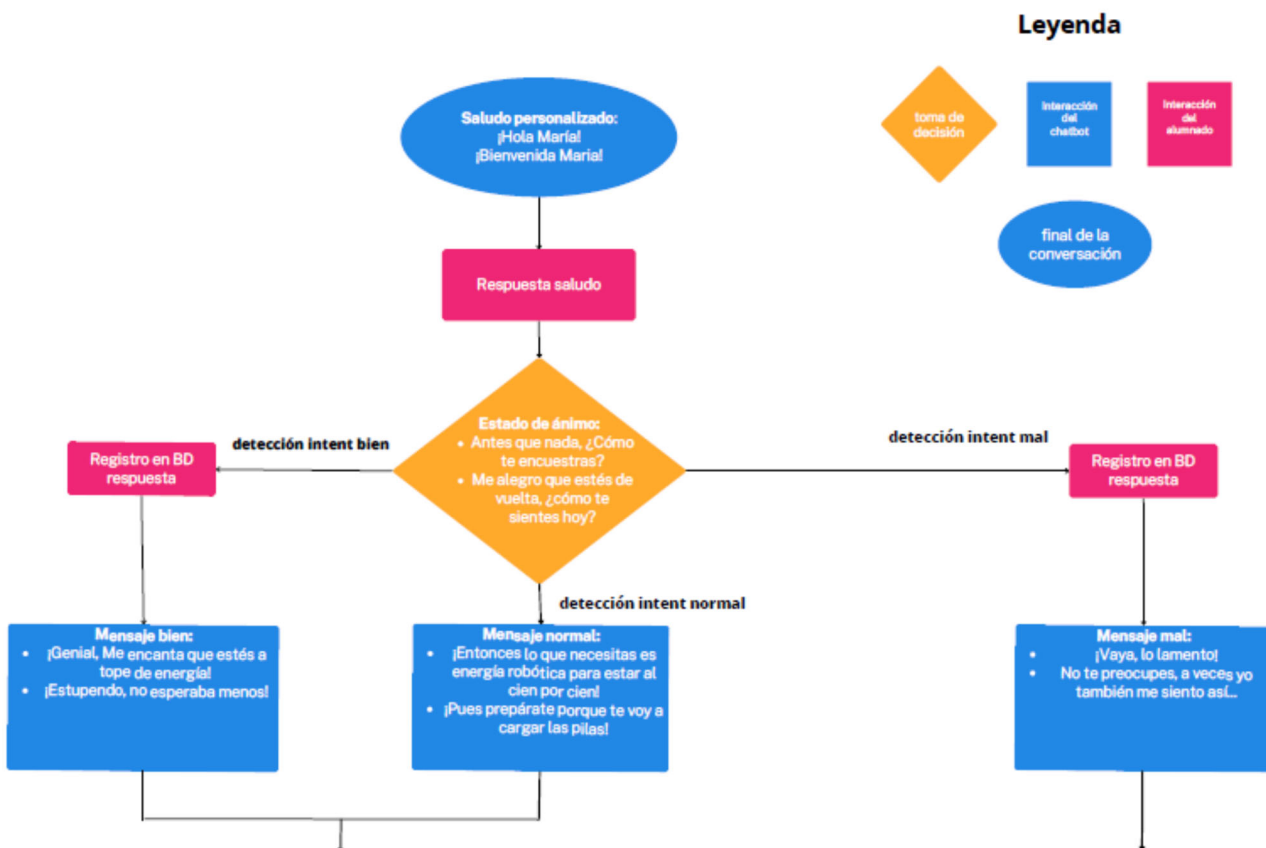 Leyenda
toma de
decisión
Interacción
del
chatbot
Interacción
del
alumnado
final de la
conversación
Saludo personalizado:
¡Hola María!
¡Bienvenida Maria!
Respuesta saludo
Estado de ánimo:
• Antes que nada, ¿Cómo
te encuestras?
• Me alegro que estés de
vuelta, ¿cómo te
sientes hoy?
detección intent bien
detección intent mal
detección intent normal
Registro en BD
respuesta
Registro en BD
respuesta
Mensaje bien:
• ¡Genial, Me encanta que estés a
tope de energía!
• ¡Estupendo, no esperaba menos!
Mensaje normal:
• ¡Entonces lo que necesitas es
energía robótica para estar al
cien por cien!
• ¡Pues prepárate porque te voy a
cargar las pilas!
Mensaje mal:
• ¡Vaya, lo lamento!
• No te preocupes, a veces yo
también me siento así...